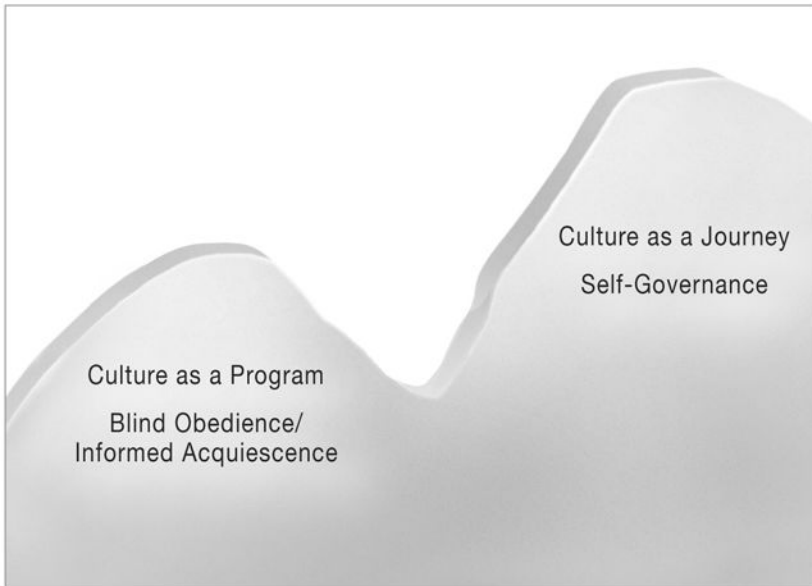 Culture as a Journey
Self-Governance
Culture as a Program
Blind Obedience/
Informed Acquiescence